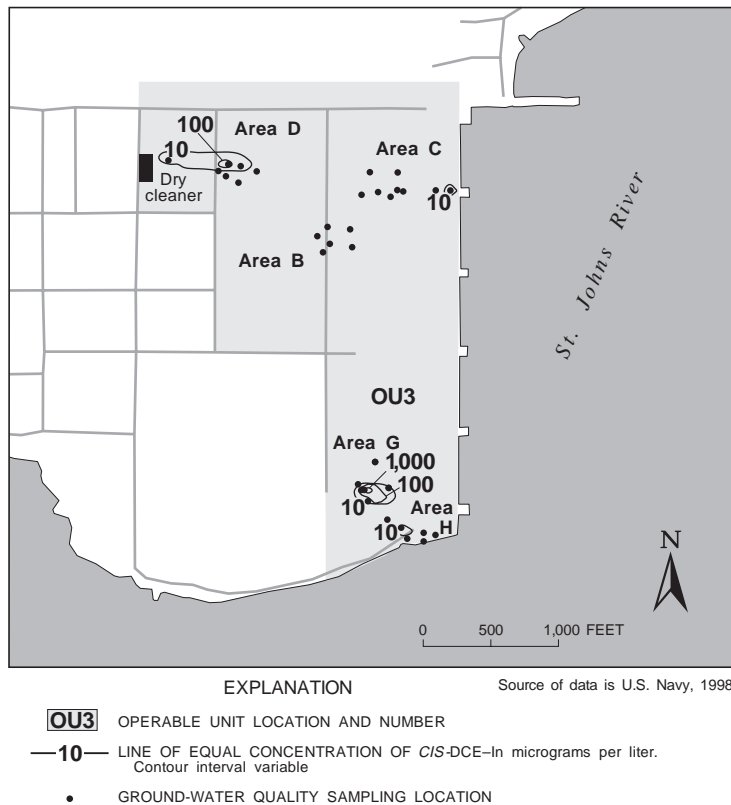 100
Area D
10
Dry
cleaner
Area C
10
Area B
St. Johns River
OU3
Area G
1,000
100
10
Area
H
10
N
0 500 1,000 FEET
EXPLANATION
Source of data is U.S. Navy, 1998
OU3 OPERABLE UNIT LOCATION AND NUMBER
10 LINE OF EQUAL CONCENTRATION OF CIS-DCE–In micrograms per liter.
Contour interval variable
GROUND-WATER QUALITY SAMPLING LOCATION